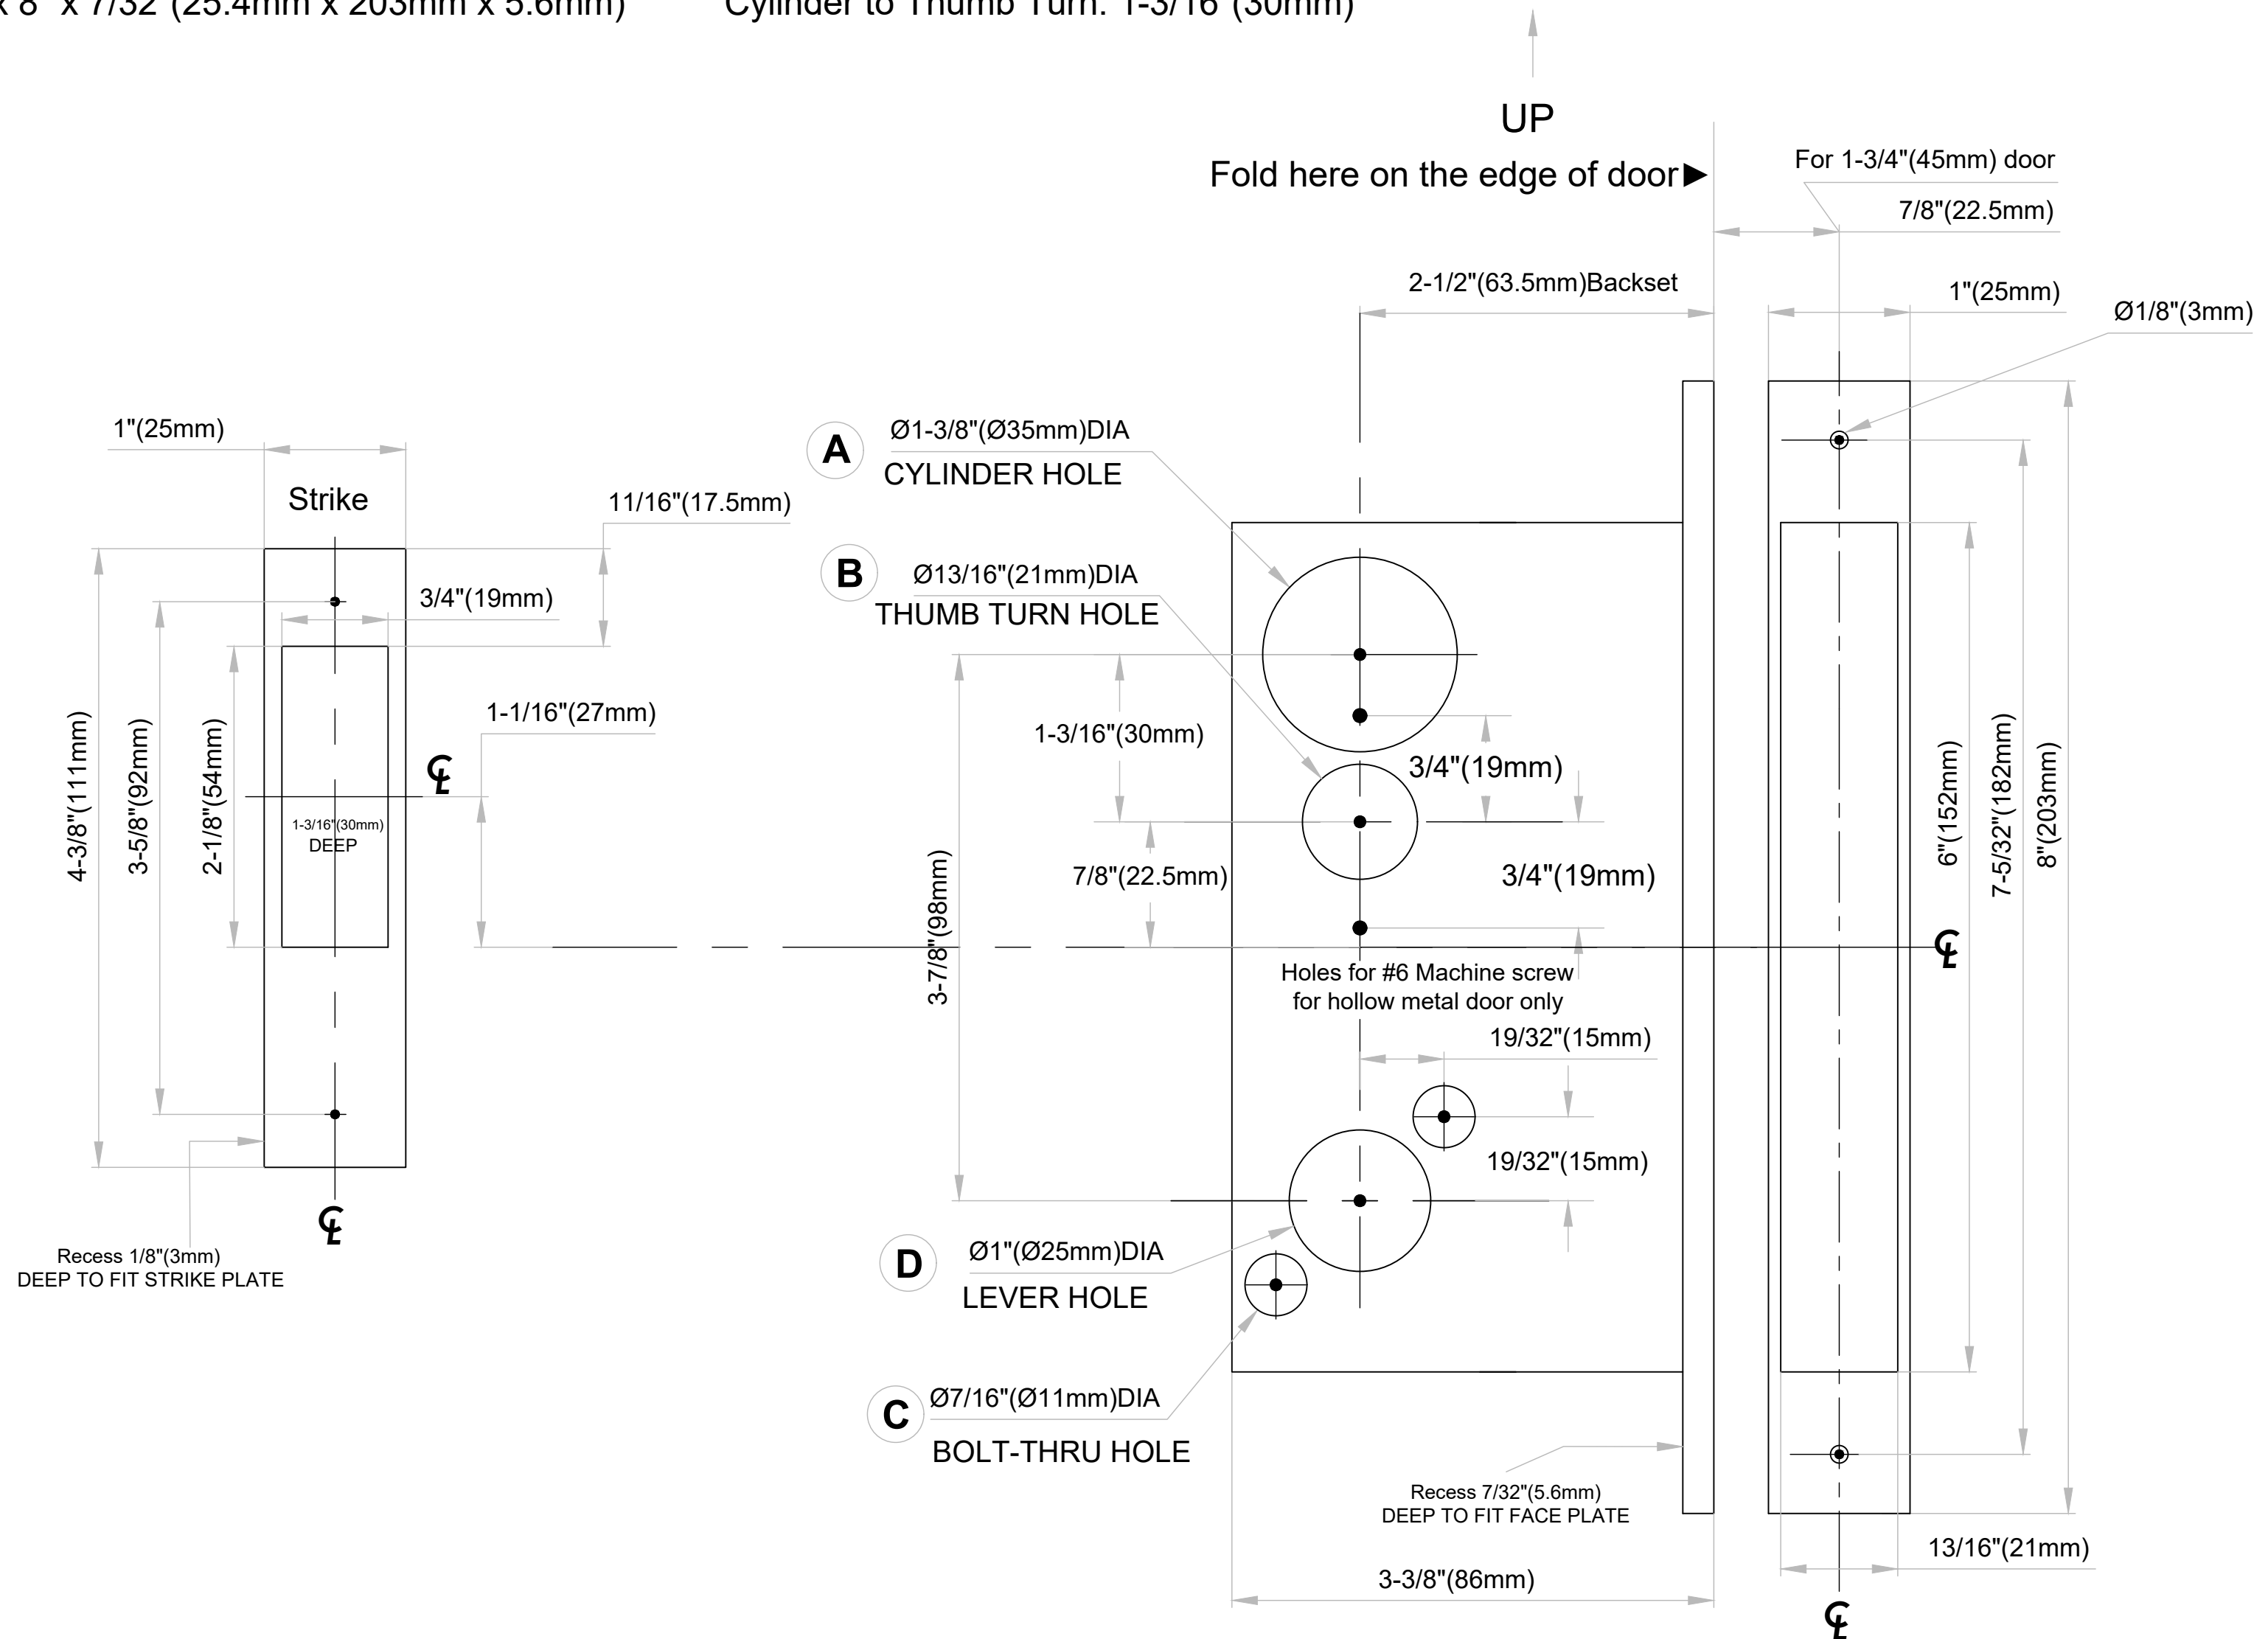 x 8" x 7/32"(25.4mm x 203mm x 5.6mm)
Cylinder to Thumb Turn: 1-3/16"(30mm)
UP
Fold here on the edge of door▶
For 1-3/4"(45mm) door
7/8"(22.5mm)
2-1/2"(63.5mm)Backset
1"(25mm)
Ø1/8"(3mm)
1"(25mm)
Strike
11/16"(17.5mm)
3/4"(19mm)
1-1/16"(27mm)
4-3/8"(111mm)
3-5/8"(92mm)
2-1/8"(54mm)
1-3/16"(30mm)
DEEP
℄
℄
Recess 1/8"(3mm)
DEEP TO FIT STRIKE PLATE
A
Ø1-3/8"(Ø35mm)DIA
CYLINDER HOLE
B
Ø13/16"(21mm)DIA
THUMB TURN HOLE
1-3/16"(30mm)
3/4"(19mm)
7/8"(22.5mm)
3/4"(19mm)
3-7/8"(98mm)
Holes for #6 Machine screw
for hollow metal door only
19/32"(15mm)
19/32"(15mm)
D
Ø1"(Ø25mm)DIA
LEVER HOLE
C
Ø7/16"(Ø11mm)DIA
BOLT-THRU HOLE
Recess 7/32"(5.6mm)
DEEP TO FIT FACE PLATE
3-3/8"(86mm)
6"(152mm)
7-5/32"(182mm)
8"(203mm)
℄
13/16"(21mm)
℄